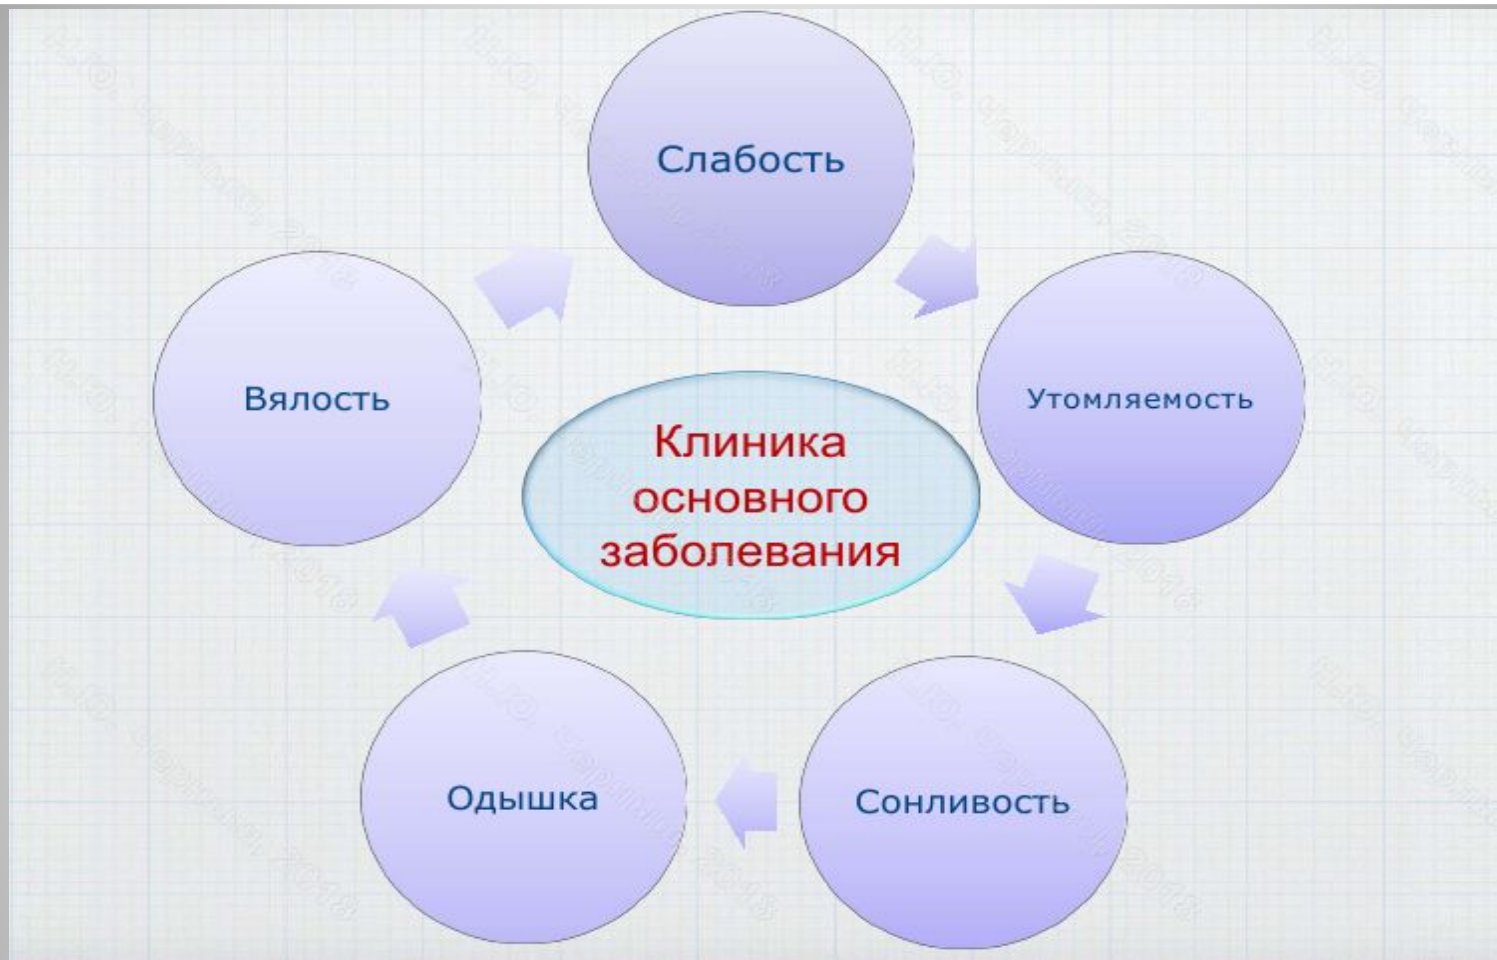 Слабость
Утомляемость
Сонливость
Одышка
Вялость
Клиника
основного
заболевания